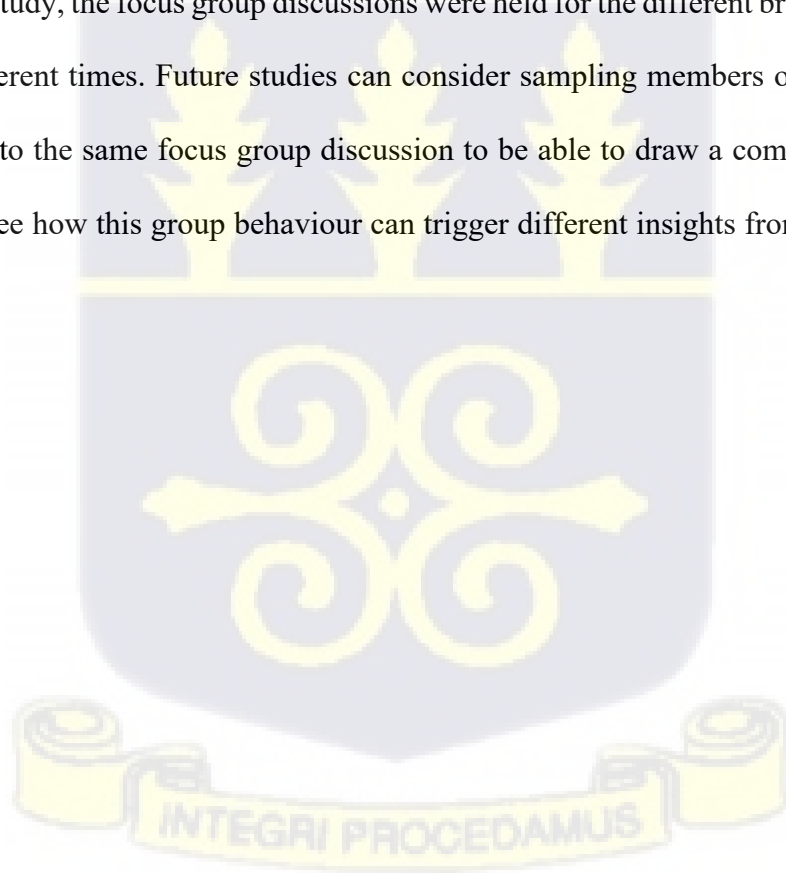 study, the focus group discussions were held for the different br
erent times. Future studies can consider sampling members o
to the same focus group discussion to be able to draw a com
ee how this group behaviour can trigger different insights from
INTEGRI PROCEDAMUS